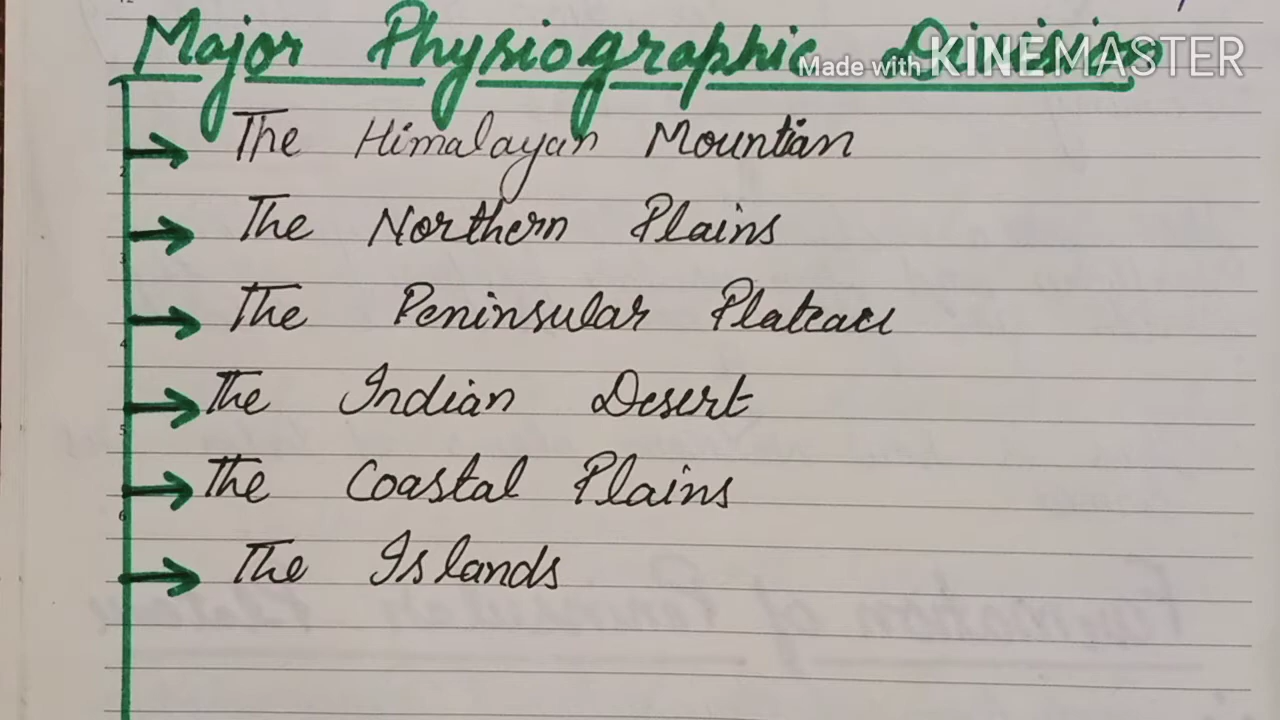 Major Physiographic Division
Made with KINEMASTER
The Himalayan Mountian
The Northern Plains
The Peninsular Plateau
The Indian Desert
The Coastal Plains
The Islands